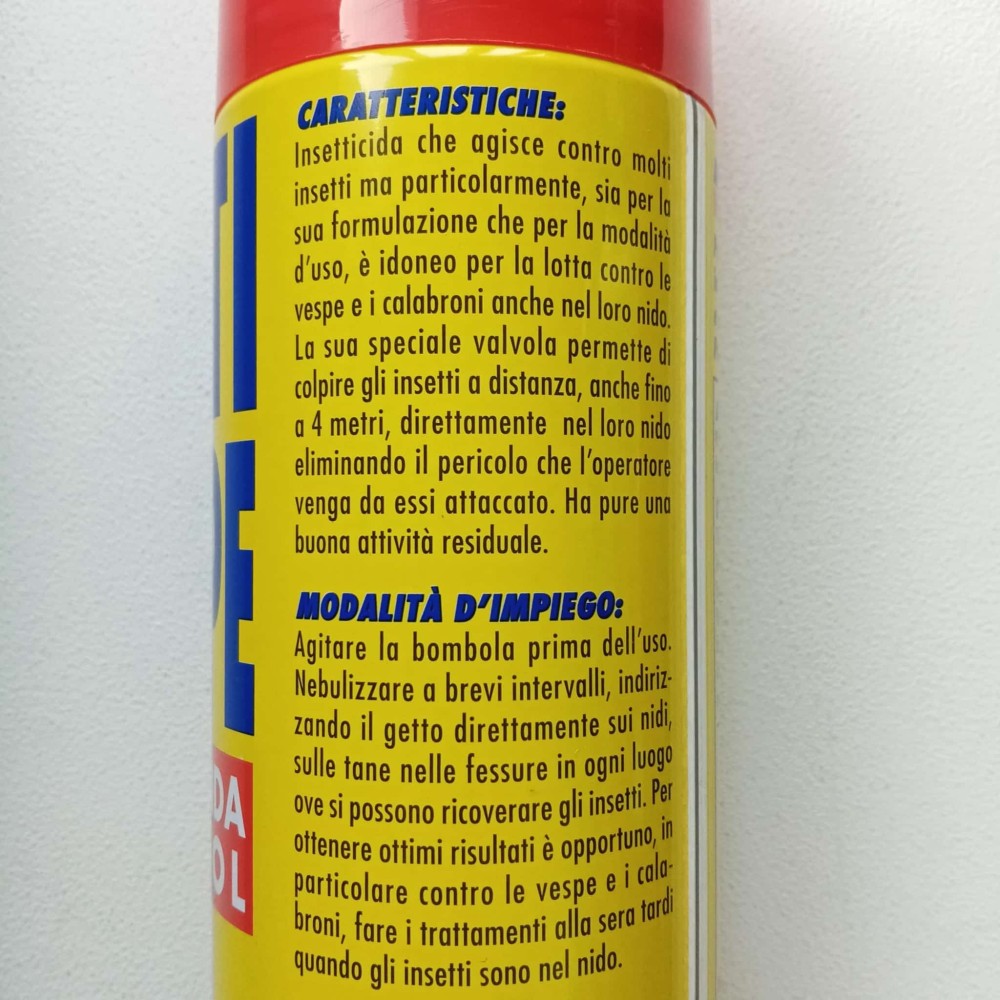 CARATTERISTICHE:
Insetticida che agisce contro molti
insetti ma particolarmente, sia per la
sua formulazione che per la modalità
d'uso, è idoneo per la lotta contro le
vespe e i calabroni anche nel loro nido.
La sua speciale valvola permette di
colpire gli insetti a distanza, anche fino
a 4 metri, direttamente nel loro nido
eliminando il pericolo che l'operatore
venga da essi attaccato. Ha pure una
buona attività residuale.
MODALITÀ D'IMPIEGO:
Agitare la bombola prima dell'uso.
Nebulizzare a brevi intervalli, indiriz-
zando il getto direttamente sui nidi,
sulle tane nelle fessure in ogni luogo
ove si possono ricoverare gli insetti. Per
ottenere ottimi risultati è opportuno, in
particolare contro le vespe e i cala-
broni, fare i trattamenti alla sera tardi
quando gli insetti sono nel nido.